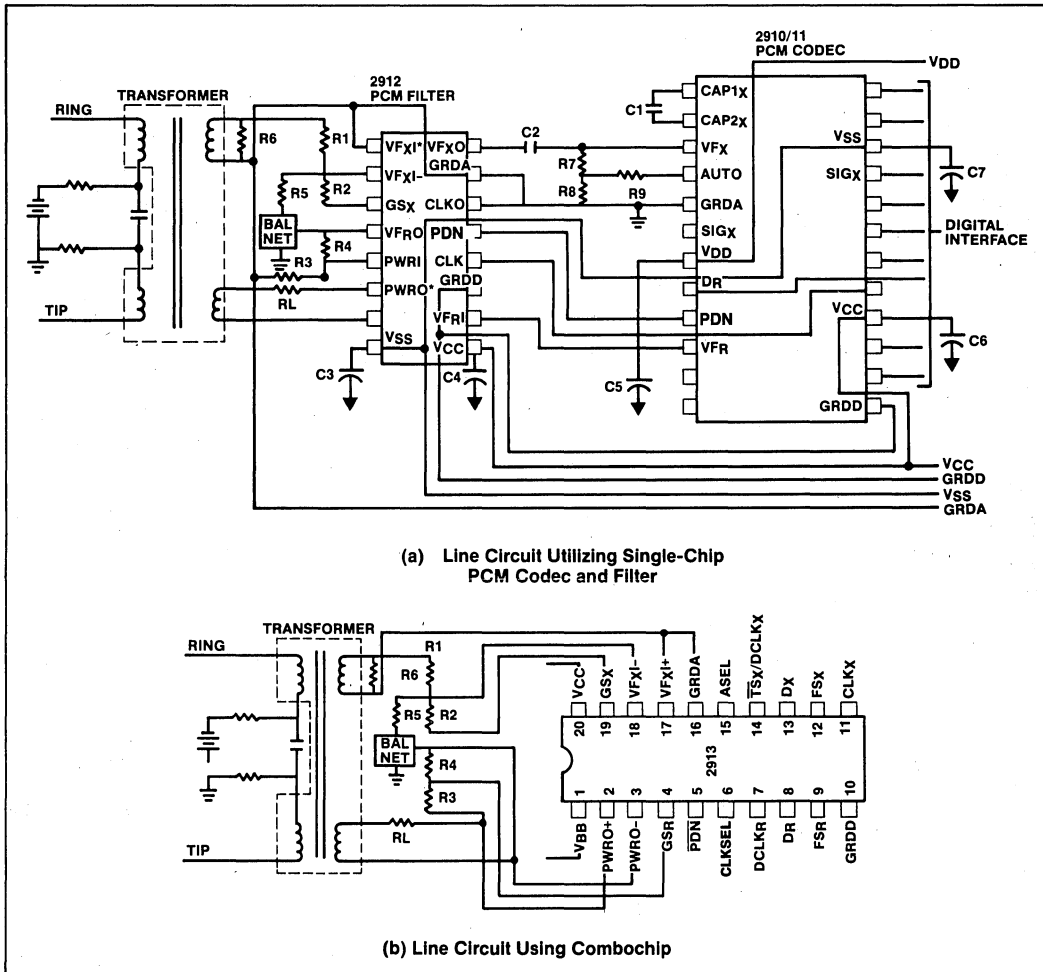 2910/11
PCM CODEC
VDD
2912
PCM FILTER
TRANSFORMER
RING
R6
R1
R2
R5
BAL
NET
R4
R3
RL
TIP
VFXI*
VFXI-
GSX
VFRO
PWRI
PWRO*
VSS
VFXO
GRDA
CLKO
PDN
CLK
GRDD
VFRI
VCC
C3
C4
C1
C2
R7
R8
R9
C5
CAP1X
CAP2X
VFX
AUTO
GRDA
SIGX
VDD
DR
PDN
VFR
VSS
SIGX
VCC
GRDD
C7
DIGITAL
INTERFACE
C6
VCC
GRDD
VSS
GRDA
(a) Line Circuit Utilizing Single-Chip
PCM Codec and Filter
TRANSFORMER
RING
R1
R6
R5
R2
BAL
NET
R4
R3
RL
TIP
VCC
GSX
VFXI-
VFXI+
GRDA
ASEL
TSX/DCLKX
DX
FSX
CLKX
20 19 18 17 16 15 14 13 12 11
2913
1 2 3 4 5 6 7 8 9 10
VBB
PWRO+
PWRO-
GSR
PDN
CLKSEL
DCLKR
DR
FSR
GRDD
(b) Line Circuit Using Combochip